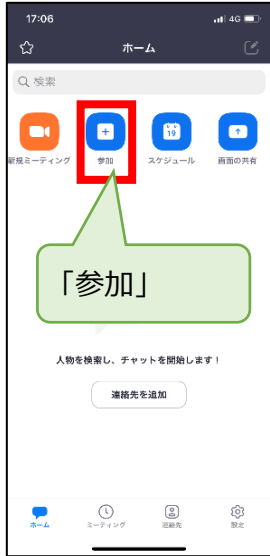 17:06
4G
ホーム
検索
新規ミーティング
参加
スケジュール
画面の共有
19
「参加」
人物を検索し、チャットを開始します！
連絡先を追加
ホーム
ミーティング
連絡先
設定